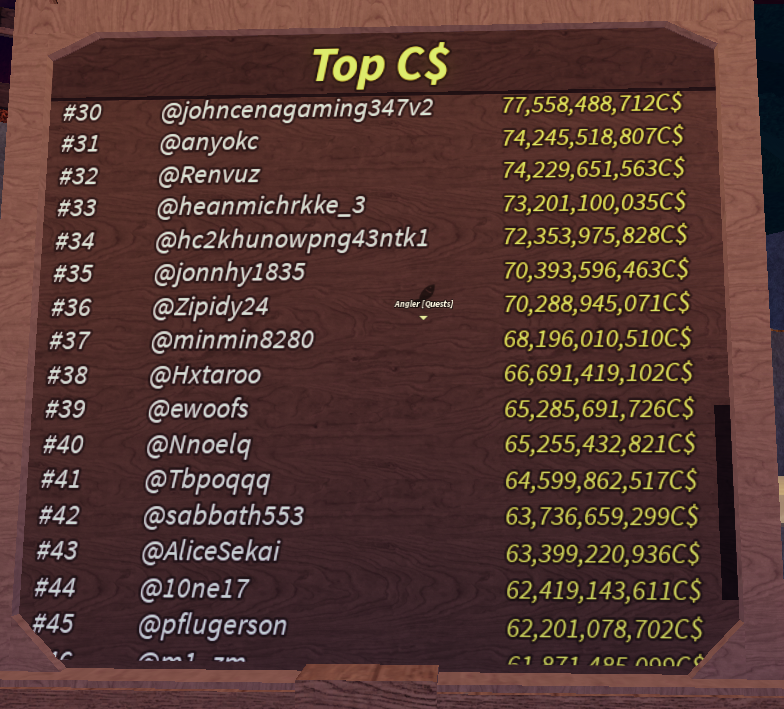 Top C$
#30 @johncenagaming347v2 77,558,488,712C$
#31 @anyokc 74,245,518,807C$
#32 @Renvuz 74,229,651,563C$
#33 @heanmichrkke_3 73,201,100,035C$
#34 @hc2khunowpng43ntk1 72,353,975,828C$
#35 @jonnhy1835 70,393,596,463C$
Angler [Quests]
#36 @Zipidy24 70,288,945,071C$
#37 @minmin8280 68,196,010,510C$
#38 @Hxtaroo 66,691,419,102C$
#39 @ewoofs 65,285,691,726C$
#40 @Nnoelq 65,255,432,821C$
#41 @Tbpoqqq 64,599,862,517C$
#42 @sabbath553 63,736,659,299C$
#43 @AliceSekai 63,399,220,936C$
#44 @10ne17 62,419,143,611C$
#45 @pflugerson 62,201,078,702C$